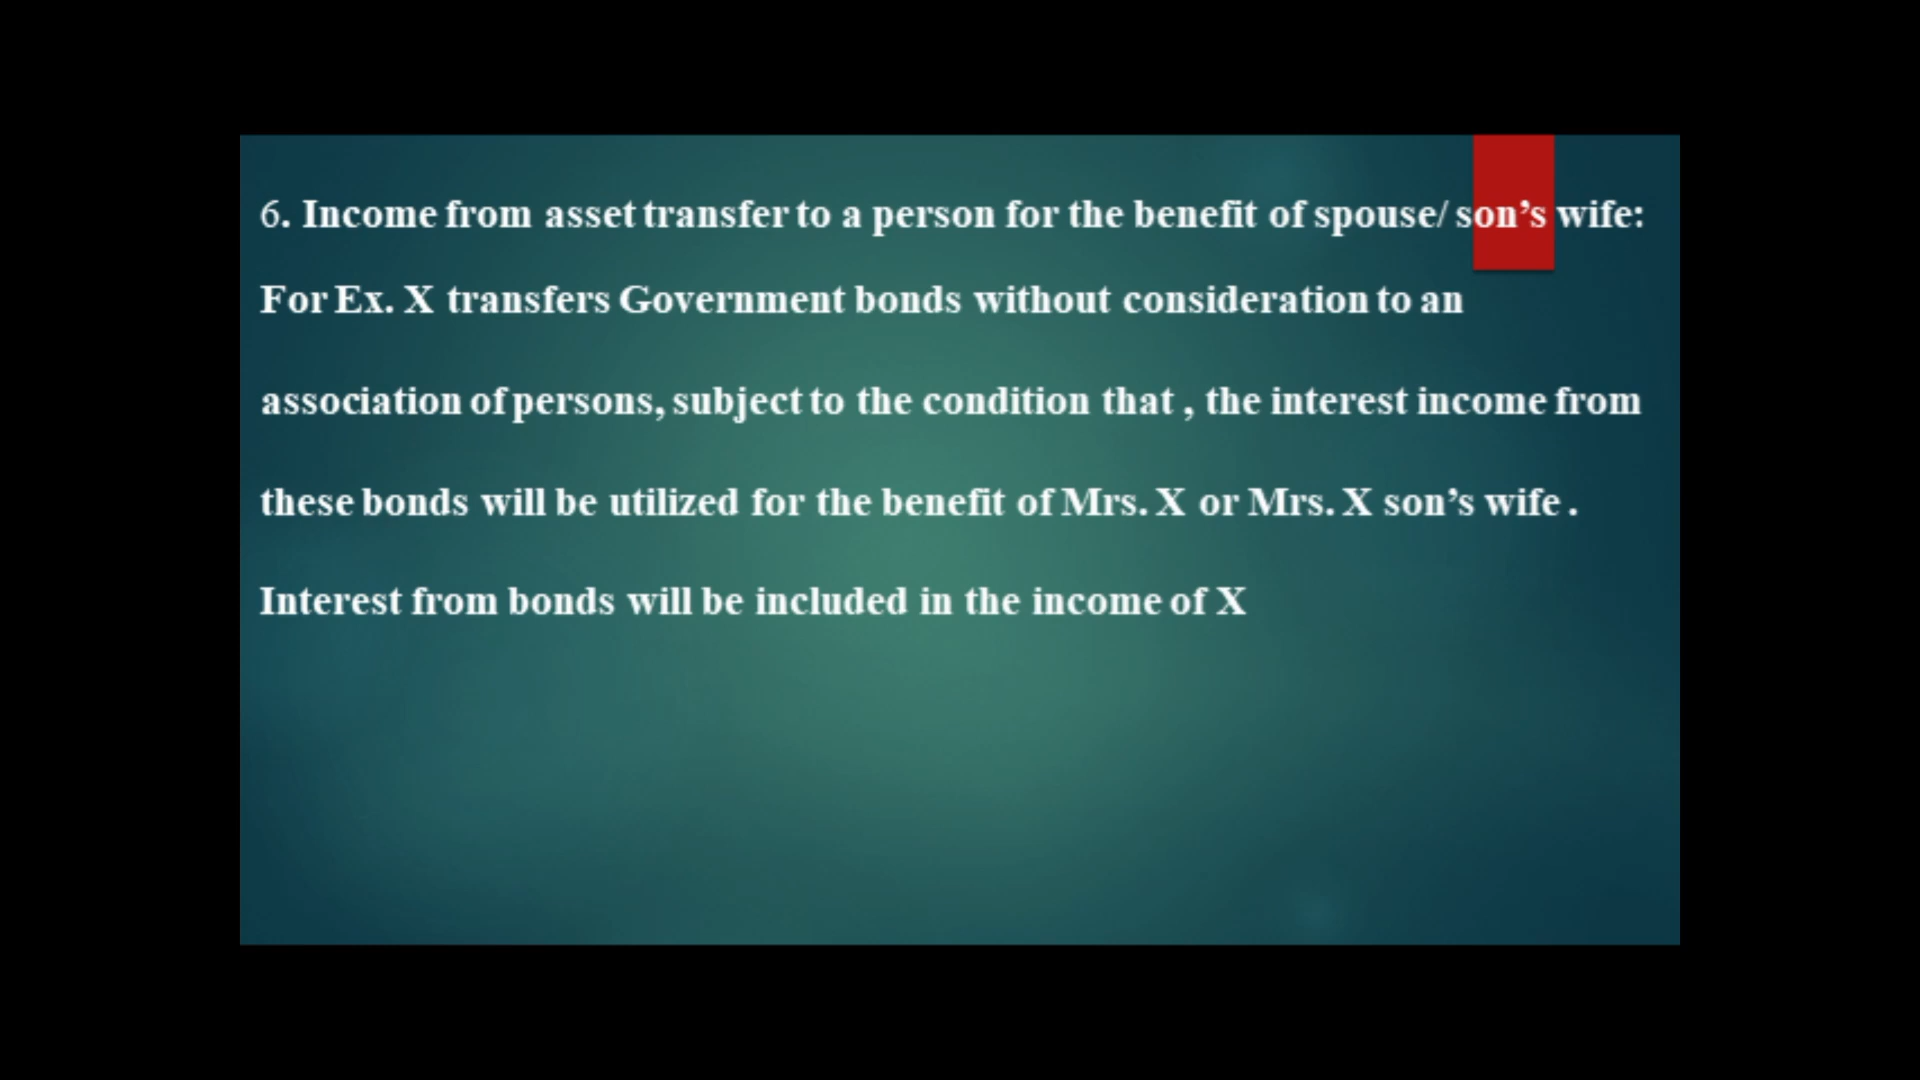 6. Income from asset transfer to a person for the benefit of spouse/ son’s wife:
For Ex. X transfers Government bonds without consideration to an
association of persons, subject to the condition that , the interest income from
these bonds will be utilized for the benefit of Mrs. X or Mrs. X son’s wife .
Interest from bonds will be included in the income of X